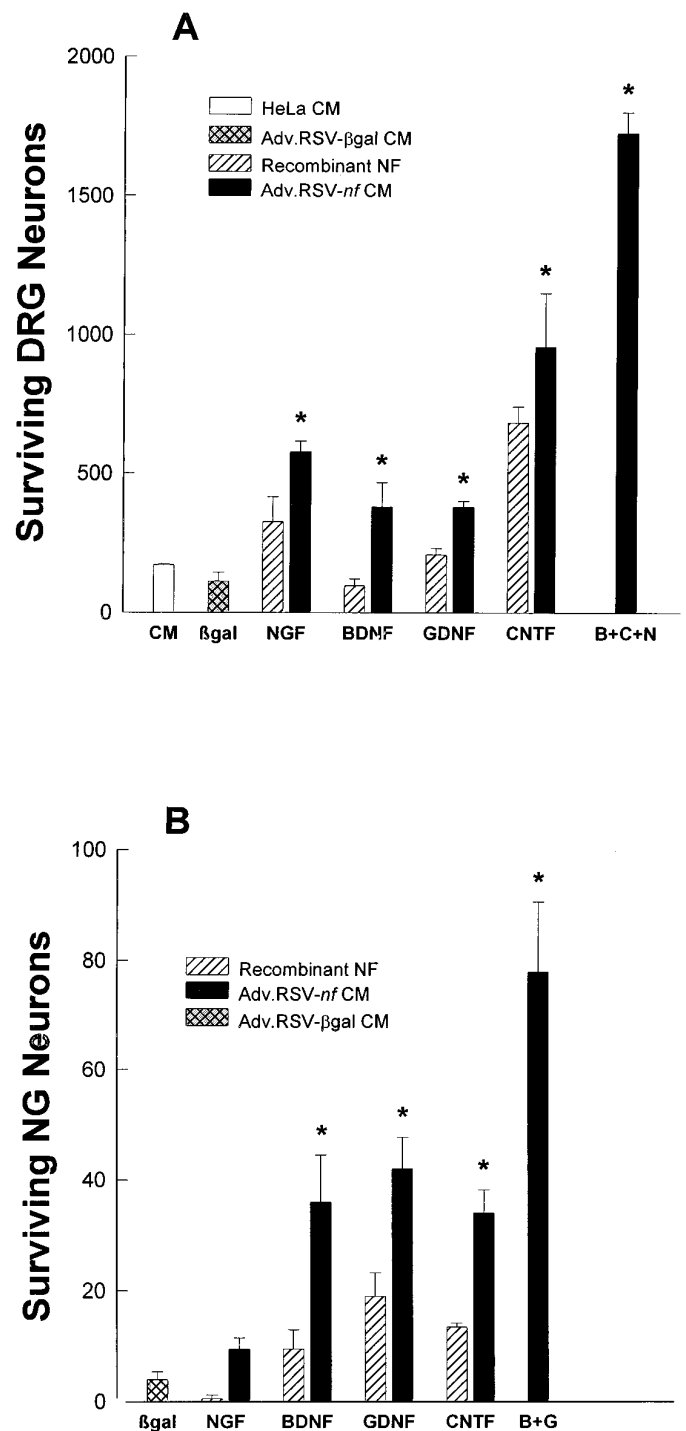 A
2000
1500
1000
500
0
Surviving DRG Neurons
HeLa CM
Adv.RSV-βgal CM
Recombinant NF
Adv.RSV-nf CM
* * * * *
CM βgal NGF BDNF GDNF CNTF B+C+N
B
100
80
60
40
20
0
Surviving NG Neurons
Recombinant NF
Adv.RSV-nf CM
Adv.RSV-βgal CM
* * * *
βgal NGF BDNF GDNF CNTF B+G